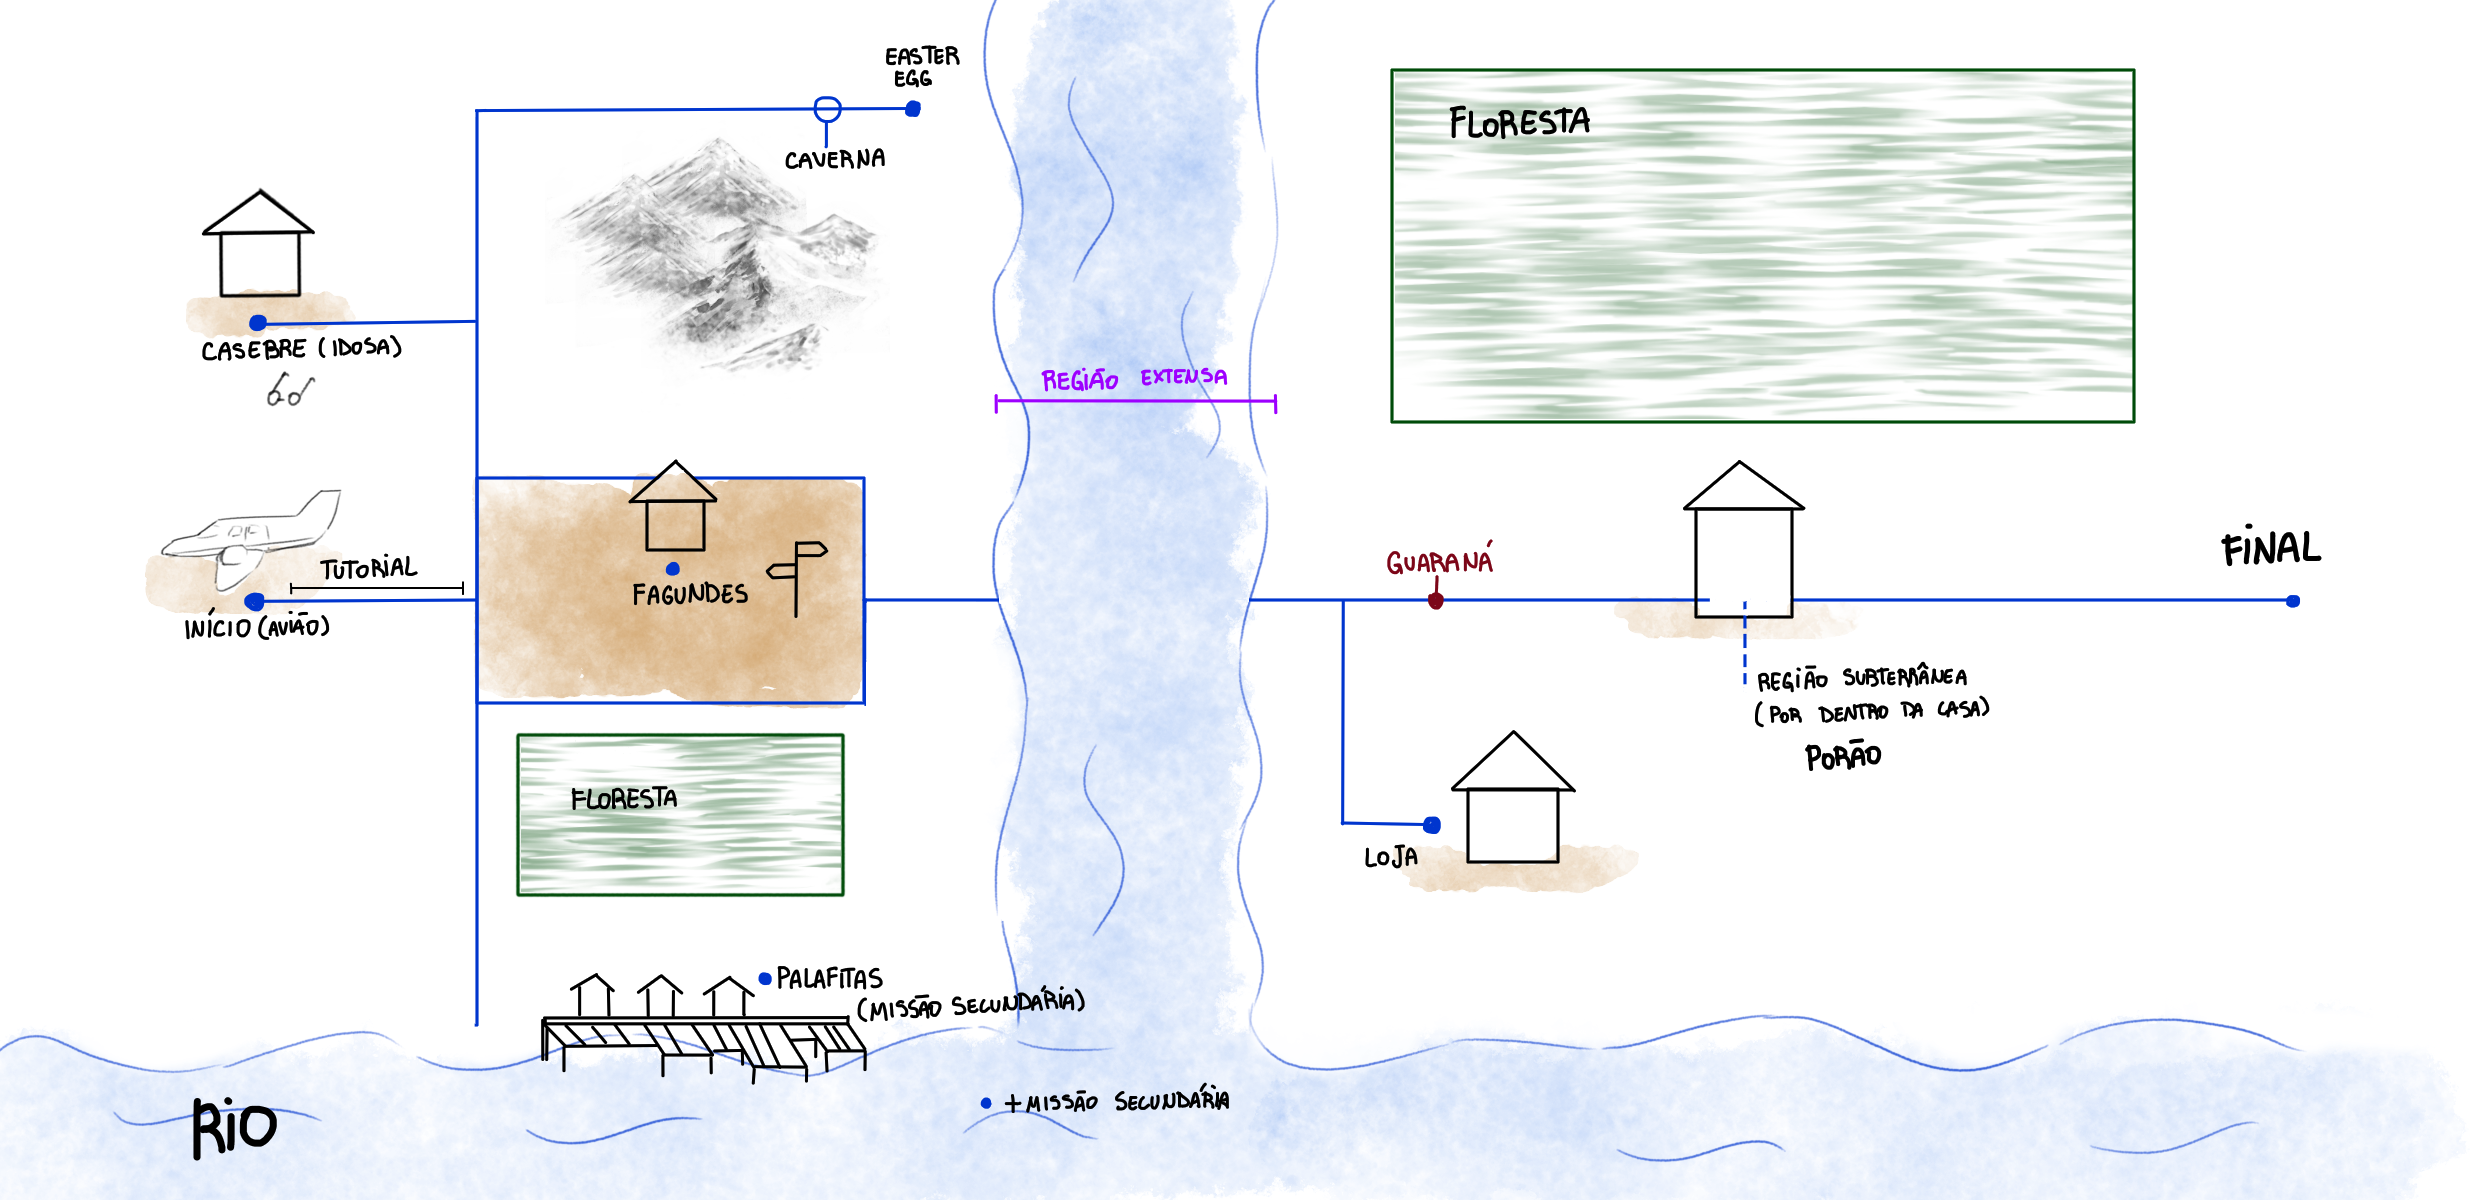 EASTER
EGG
CAVERNA
FLORESTA
CASEBRE (IDOSA)
REGIÃO EXTENSA
TUTORIAL
INÍCIO (AVIÃO)
FAGUNDES
GUARANÁ
FINAL
REGIÃO SUBTERRÂNEA
(POR DENTRO DA CASA)
PORÃO
FLORESTA
LOJA
PALAFITAS
(MISSÃO SECUNDÁRIA)
RIO
+ MISSÃO SECUNDÁRIA